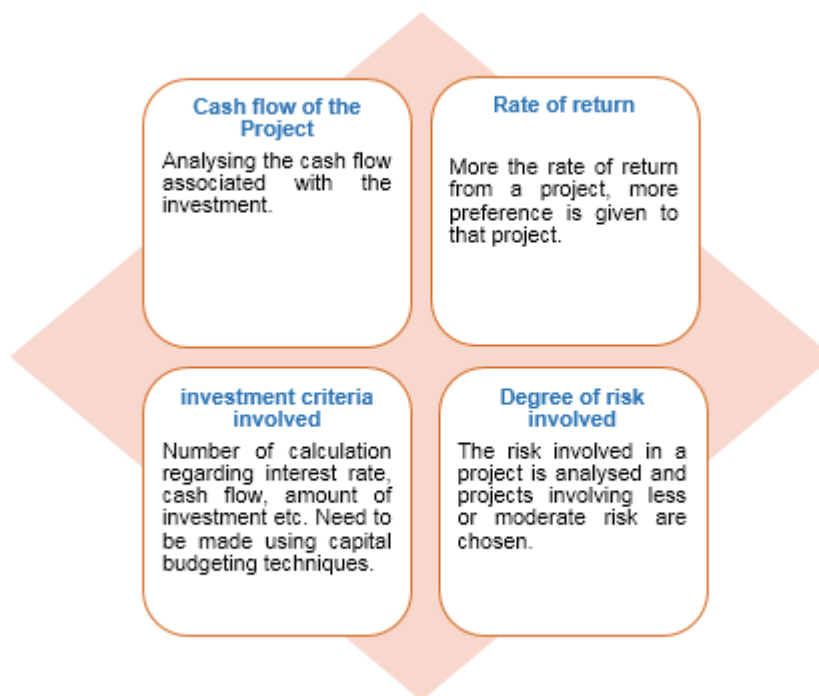 Cash flow of the
Project
Analysing the cash flow
associated with the
investment.
Rate of return
More the rate of return
from a project, more
preference is given to
that project.
investment criteria
involved
Number of calculation
regarding interest rate,
cash flow, amount of
investment etc. Need to
be made using capital
budgeting techniques.
Degree of risk
involved
The risk involved in a
project is analysed and
projects involving less
or moderate risk are
chosen.